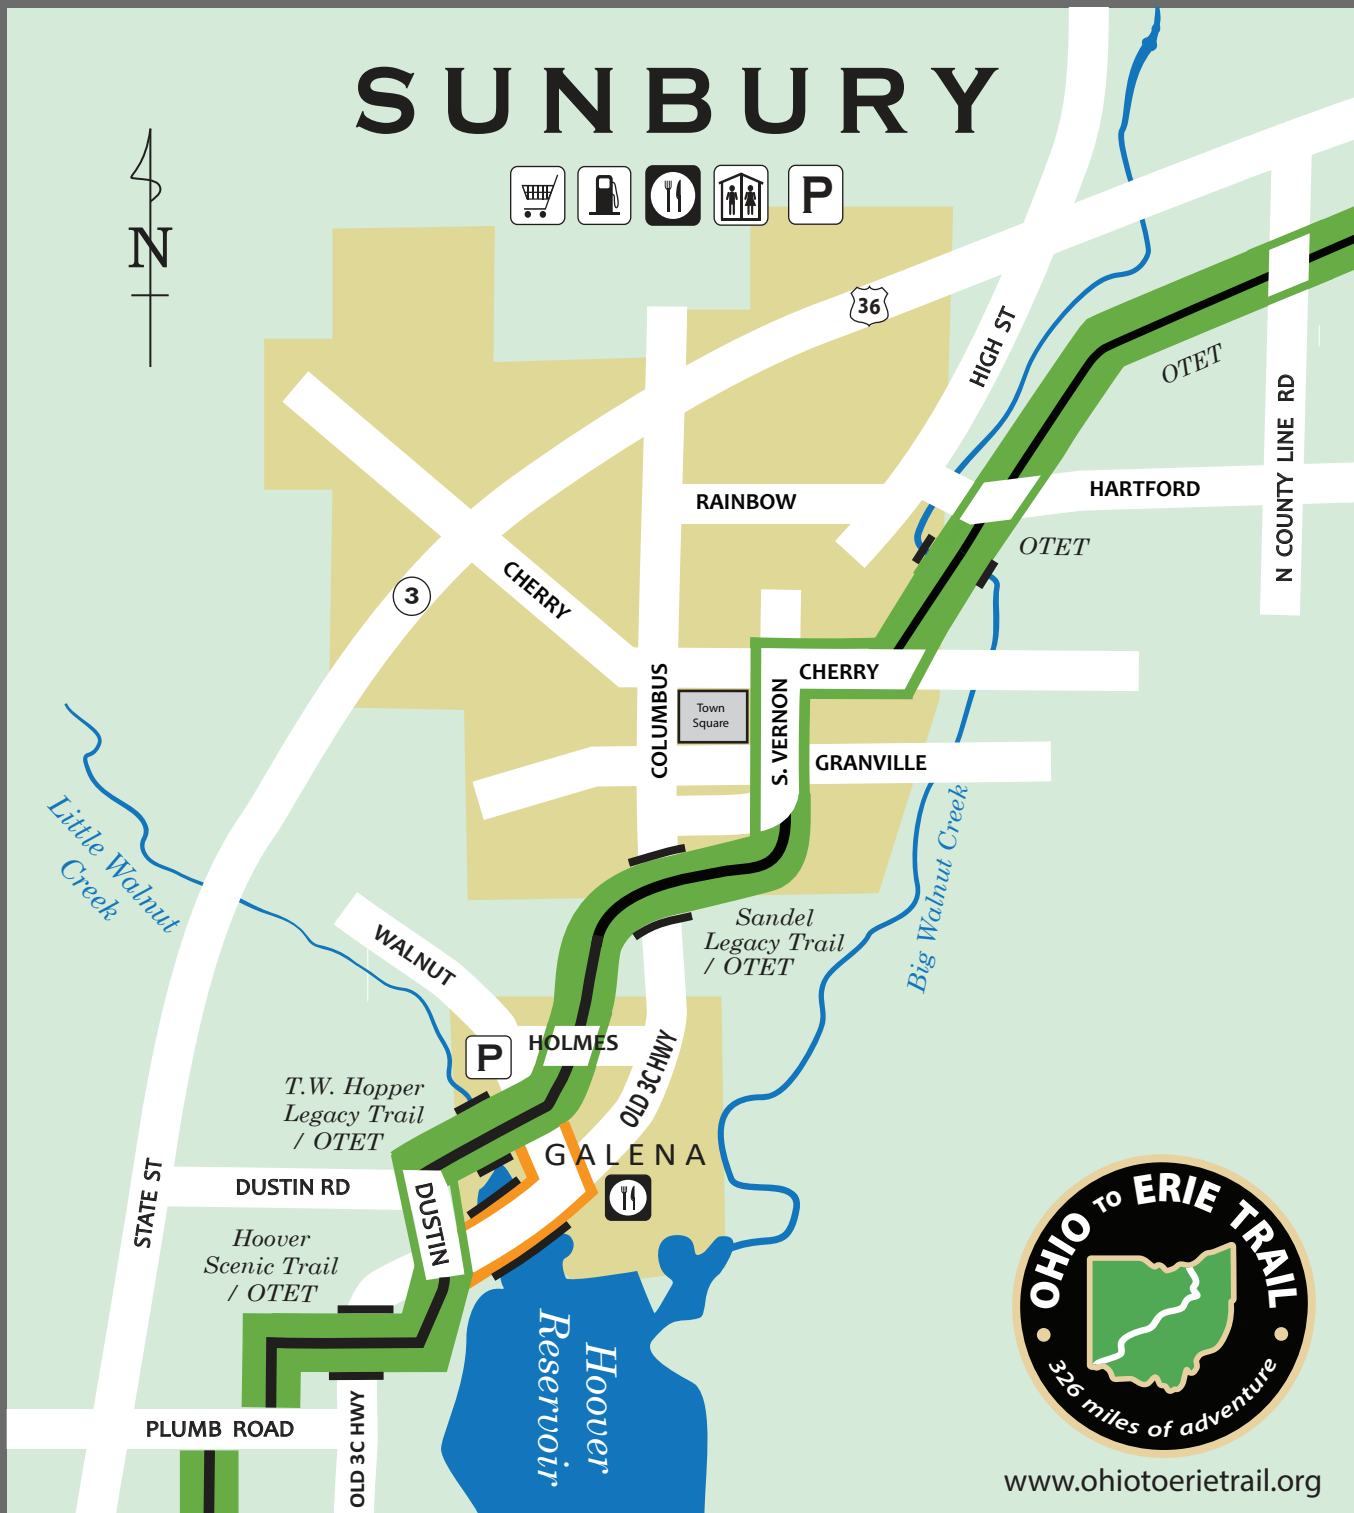 SUNBURY
P
N
36
HIGH ST
OTET
N COUNTY LINE RD
RAINBOW
HARTFORD
OTET
CHERRY
3
COLUMBUS
CHERRY
S. VERNON
Town
Square
GRANVILLE
Little Walnut
Creek
Big Walnut Creek
Sandel
Legacy Trail
/ OTET
WALNUT
P
HOLMES
OLD 3C HWY
T.W. Hopper
Legacy Trail
/ OTET
GALENA
STATE ST
DUSTIN RD
DUSTIN
Hoover
Scenic Trail
/ OTET
Hoover
Reservoir
PLUMB ROAD
OLD 3C HWY
OHIO TO ERIE TRAIL
326 miles of adventure
www.ohiotoerietrail.org